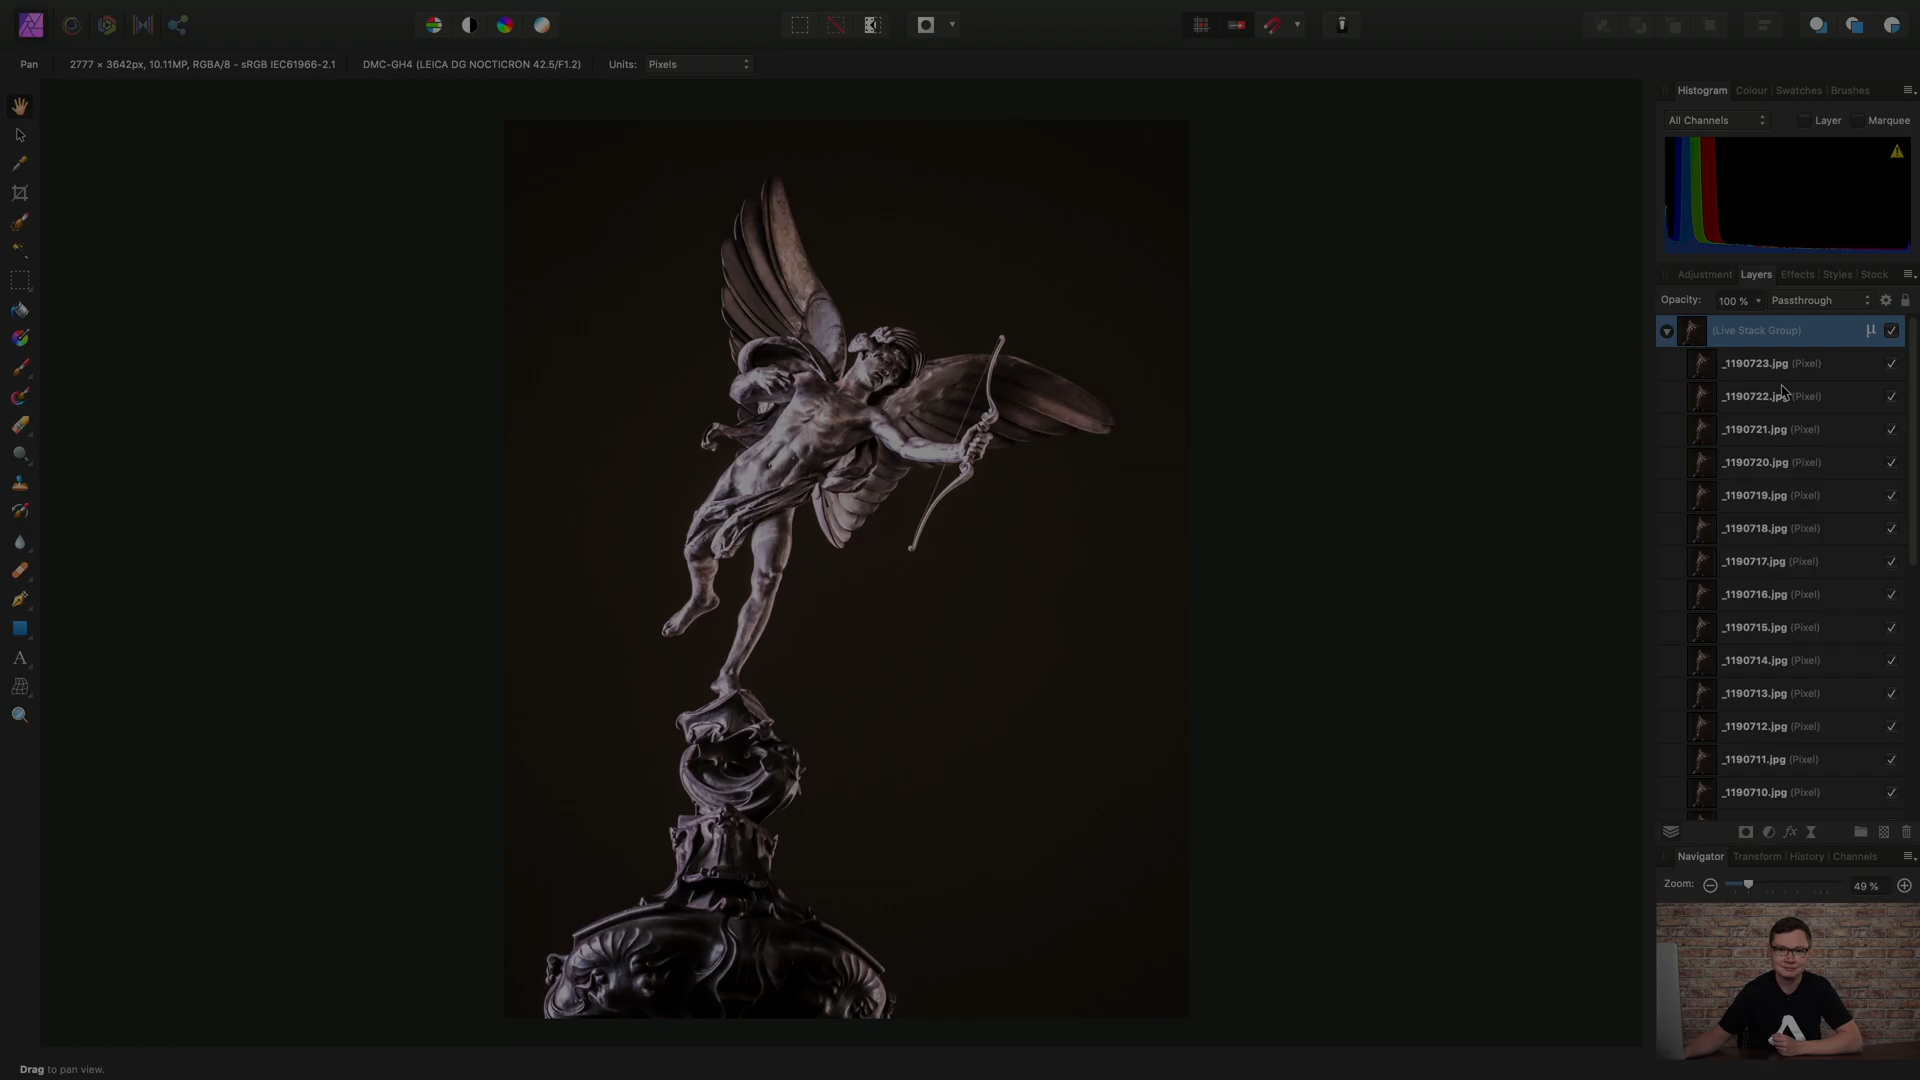 Pan
2777 × 3642px, 10.11MP, RGBA/8 - sRGB IEC61966-2.1
DMC-GH4 (LEICA DG NOCTICRON 42.5/F1.2)
Units:
Pixels
Histogram
Colour
Swatches
Brushes
All Channels
Layer
Marquee
Adjustment
Layers
Effects
Styles
Stock
Opacity:
100 %
Passthrough
(Live Stack Group)
μ
_1190723.jpg (Pixel)
_1190722.jpg (Pixel)
_1190721.jpg (Pixel)
_1190720.jpg (Pixel)
_1190719.jpg (Pixel)
_1190718.jpg (Pixel)
_1190717.jpg (Pixel)
_1190716.jpg (Pixel)
_1190715.jpg (Pixel)
_1190714.jpg (Pixel)
_1190713.jpg (Pixel)
_1190712.jpg (Pixel)
_1190711.jpg (Pixel)
_1190710.jpg (Pixel)
fx
Navigator
Transform
History
Channels
Zoom:
49 %
A
Drag to pan view.